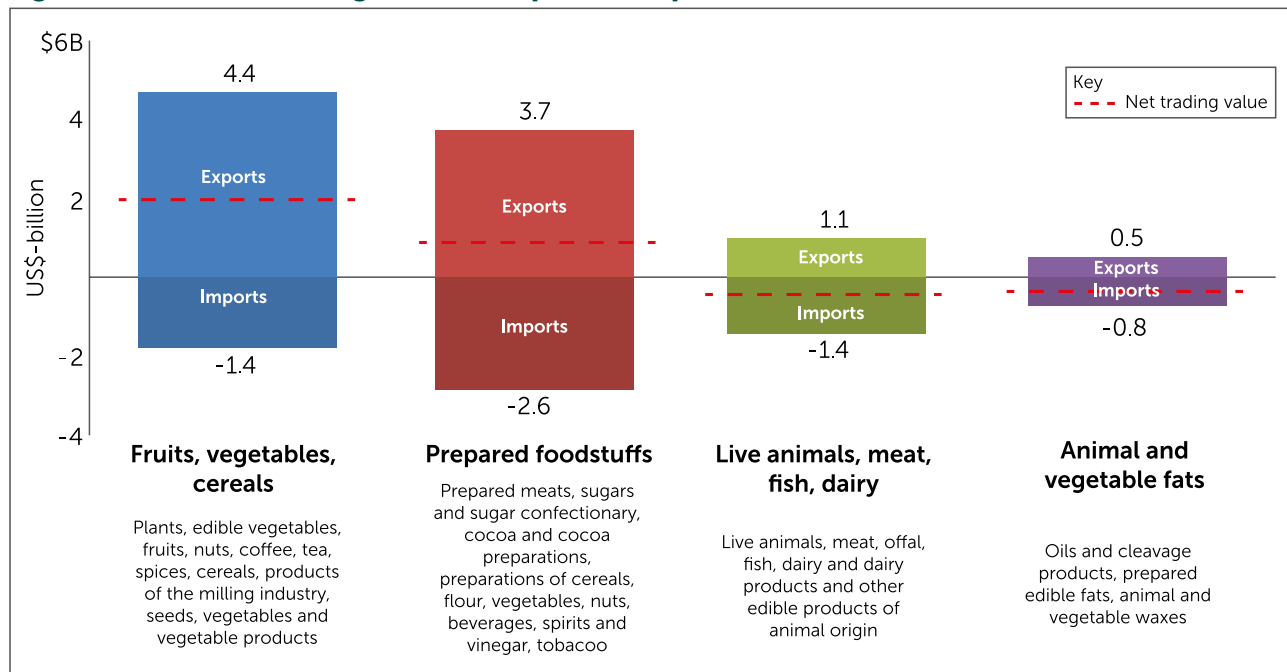 $6B
4
2
-2
-4
US$-billion
Key
Net trading value
4.4
Exports
Imports
-1.4
3.7
Exports
Imports
-2.6
1.1
Exports
Imports
-1.4
0.5
Exports
Imports
-0.8
Fruits, vegetables,
cereals
Plants, edible vegetables,
fruits, nuts, coffee, tea,
spices, cereals, products
of the milling industry,
seeds, vegetables and
vegetable products
Prepared foodstuffs
Prepared meats, sugars
and sugar confectionary,
cocoa and cocoa
preparations,
preparations of cereals,
flour, vegetables, nuts,
beverages, spirits and
vinegar, tobacoo
Live animals, meat,
fish, dairy
Live animals, meat, offal,
fish, dairy and dairy
products and other
edible products of
animal origin
Animal and
vegetable fats
Oils and cleavage
products, prepared
edible fats, animal and
vegetable waxes